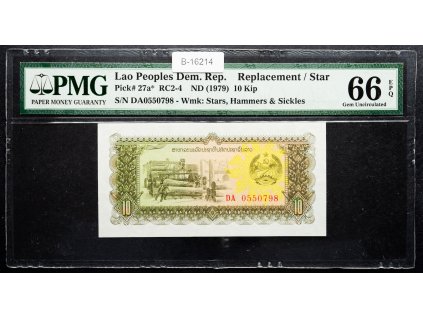 B-16214
PMG
PAPER MONEY GUARANTY
Lao Peoples Dem. Rep. Replacement / Star
Pick# 27a* RC2-4 ND (1979) 10 Kip
S/N DA0550798 - Wmk: Stars, Hammers & Sickles
66 EPQ
Gem Uncirculated
DA 0550798
10 10